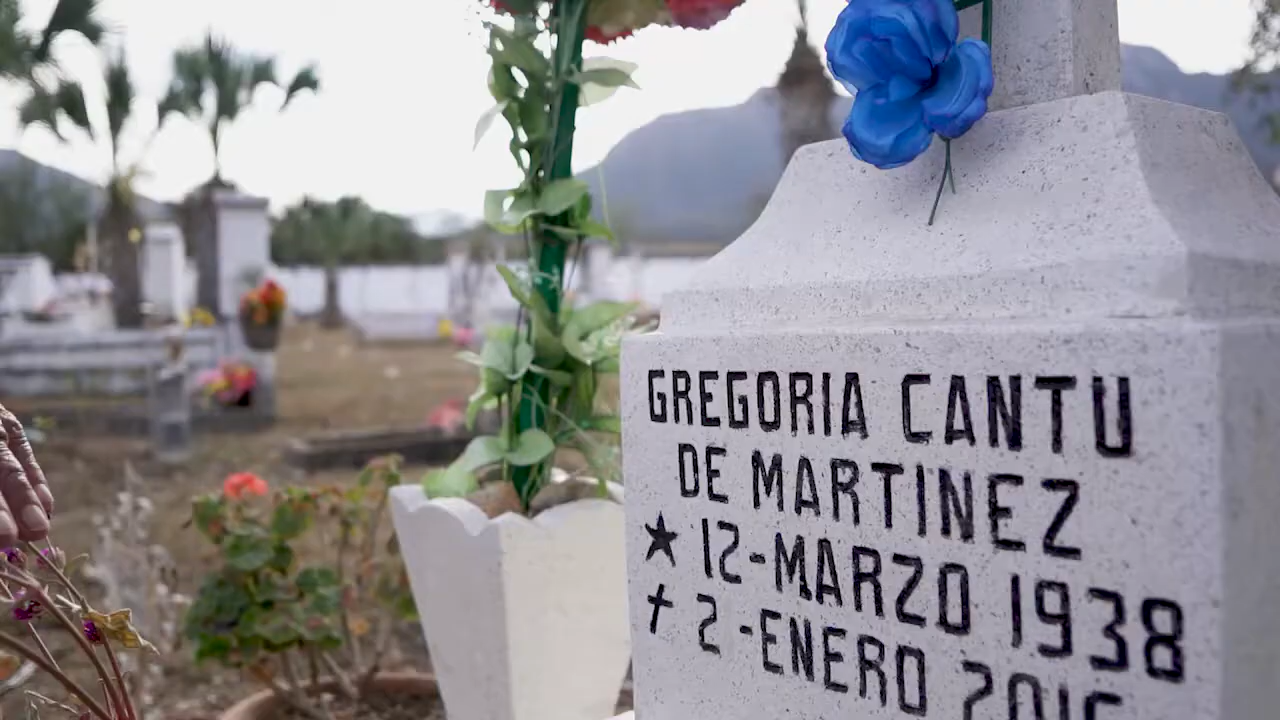 GREGORIA CANTU
DE MARTINEZ
★ 12-MARZO 1938
✝ 2-ENERO